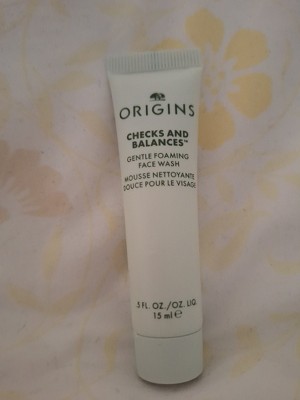 ORIGINS
CHECKS AND
BALANCES™
GENTLE FOAMING
FACE WASH
MOUSSE NETTOYANTE
DOUCE POUR LE VISAGE
.5 FL. OZ./OZ. LIQ.
15 ml ℮